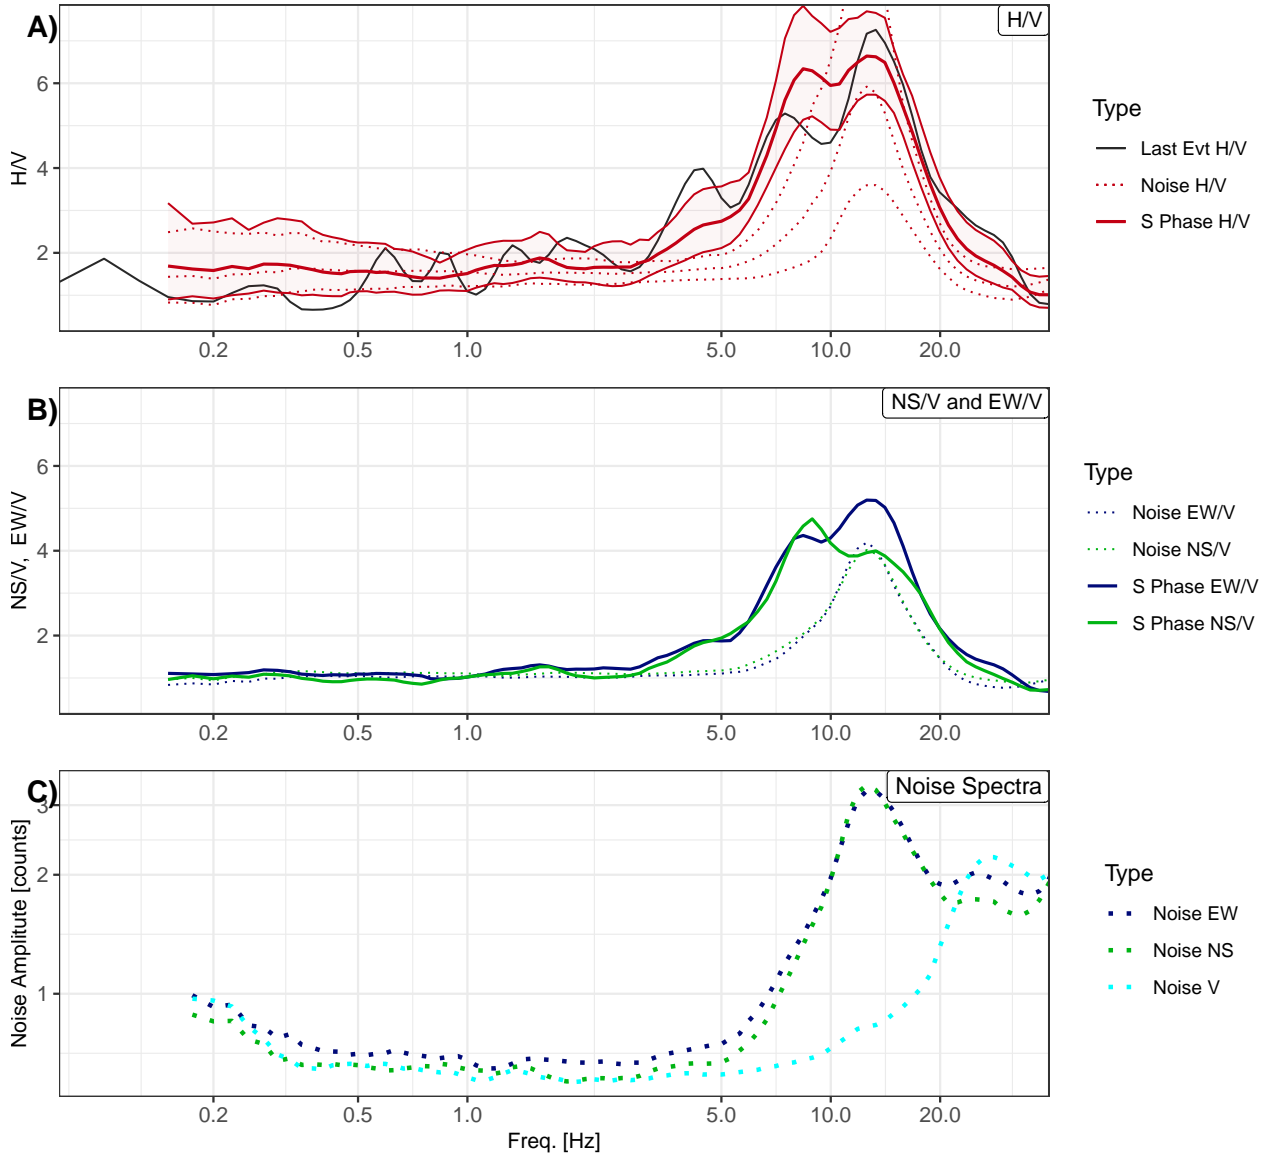 A)
H/V
6
4
2
H/V
0.2 0.5 1.0 5.0 10.0 20.0
Type
Last Evt H/V
Noise H/V
S Phase H/V
B)
NS/V and EW/V
6
4
2
NS/V, EW/V
0.2 0.5 1.0 5.0 10.0 20.0
Type
Noise EW/V
Noise NS/V
S Phase EW/V
S Phase NS/V
C)
Noise Spectra
3
2
1
Noise Amplitute [counts]
0.2 0.5 1.0 5.0 10.0 20.0
Freq. [Hz]
Type
Noise EW
Noise NS
Noise V